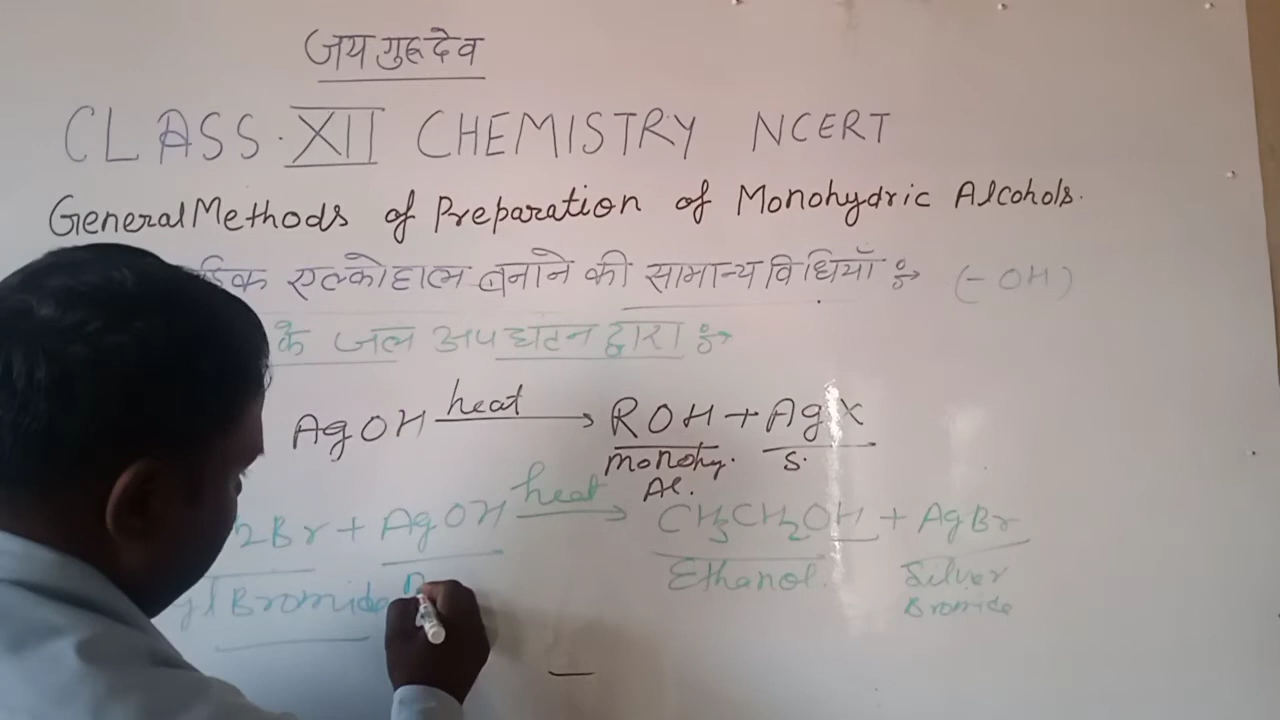 जय गुरूदेव
CLASS. XII CHEMISTRY NCERT
General Methods of Preparation of Monohydric Alcohols.
एल्कोहाल बनाने की सामान्य विधियाँ :→ (-OH)
के जल अपघटन द्वारा :→
AgOH heat→ ROH + AgX
monohy. S.
Al.
2Br + AgOH heat→ CH3CH2OH + AgBr
yl Bromide Ethanol. Silver
Bromide